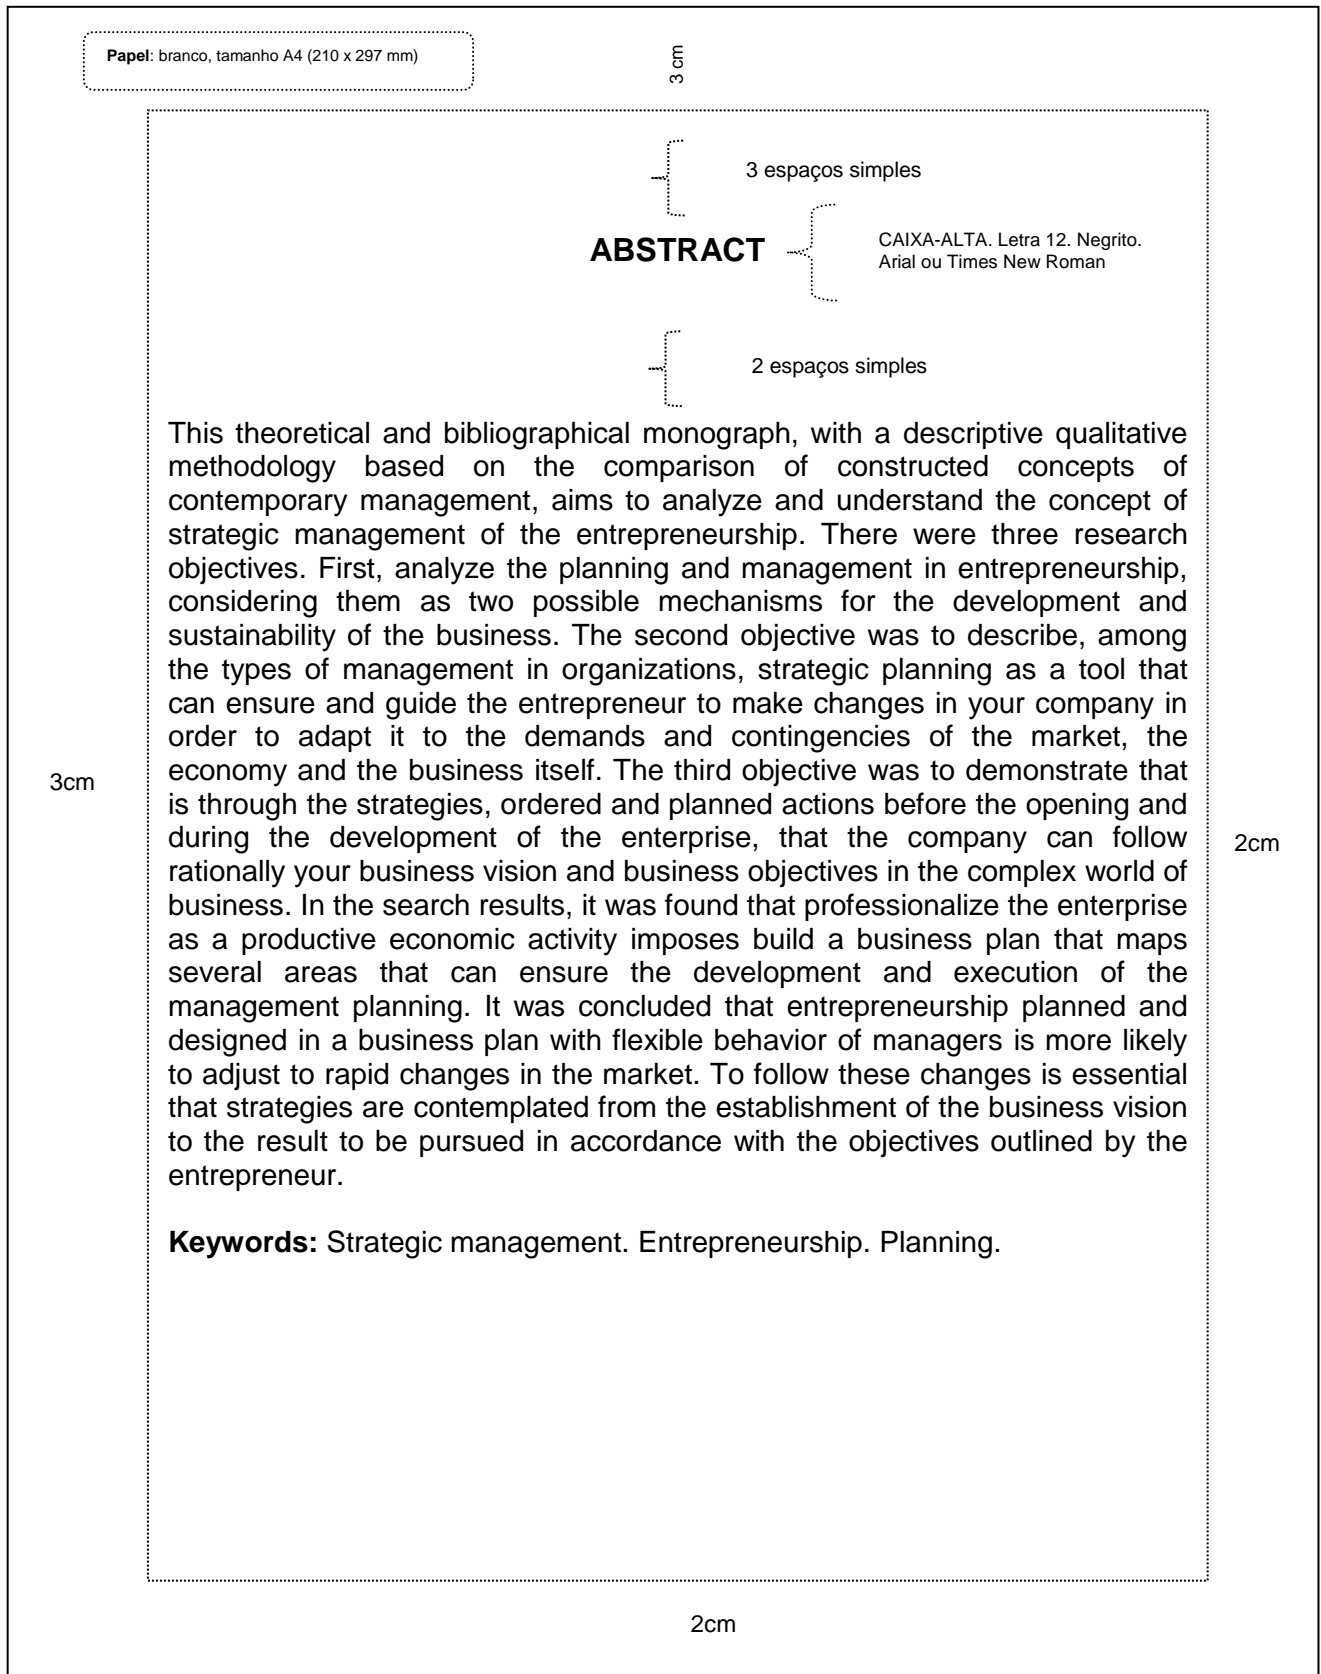 Papel: branco, tamanho A4 (210 x 297 mm)
3 cm
3 espaços simples
ABSTRACT
CAIXA-ALTA. Letra 12. Negrito.
Arial ou Times New Roman
2 espaços simples
This theoretical and bibliographical monograph, with a descriptive qualitative
methodology based on the comparison of constructed concepts of
contemporary management, aims to analyze and understand the concept of
strategic management of the entrepreneurship. There were three research
objectives. First, analyze the planning and management in entrepreneurship,
considering them as two possible mechanisms for the development and
sustainability of the business. The second objective was to describe, among
the types of management in organizations, strategic planning as a tool that
can ensure and guide the entrepreneur to make changes in your company in
order to adapt it to the demands and contingencies of the market, the
economy and the business itself. The third objective was to demonstrate that
is through the strategies, ordered and planned actions before the opening and
during the development of the enterprise, that the company can follow
rationally your business vision and business objectives in the complex world of
business. In the search results, it was found that professionalize the enterprise
as a productive economic activity imposes build a business plan that maps
several areas that can ensure the development and execution of the
management planning. It was concluded that entrepreneurship planned and
designed in a business plan with flexible behavior of managers is more likely
to adjust to rapid changes in the market. To follow these changes is essential
that strategies are contemplated from the establishment of the business vision
to the result to be pursued in accordance with the objectives outlined by the
entrepreneur.
3cm
2cm
Keywords: Strategic management. Entrepreneurship. Planning.
2cm